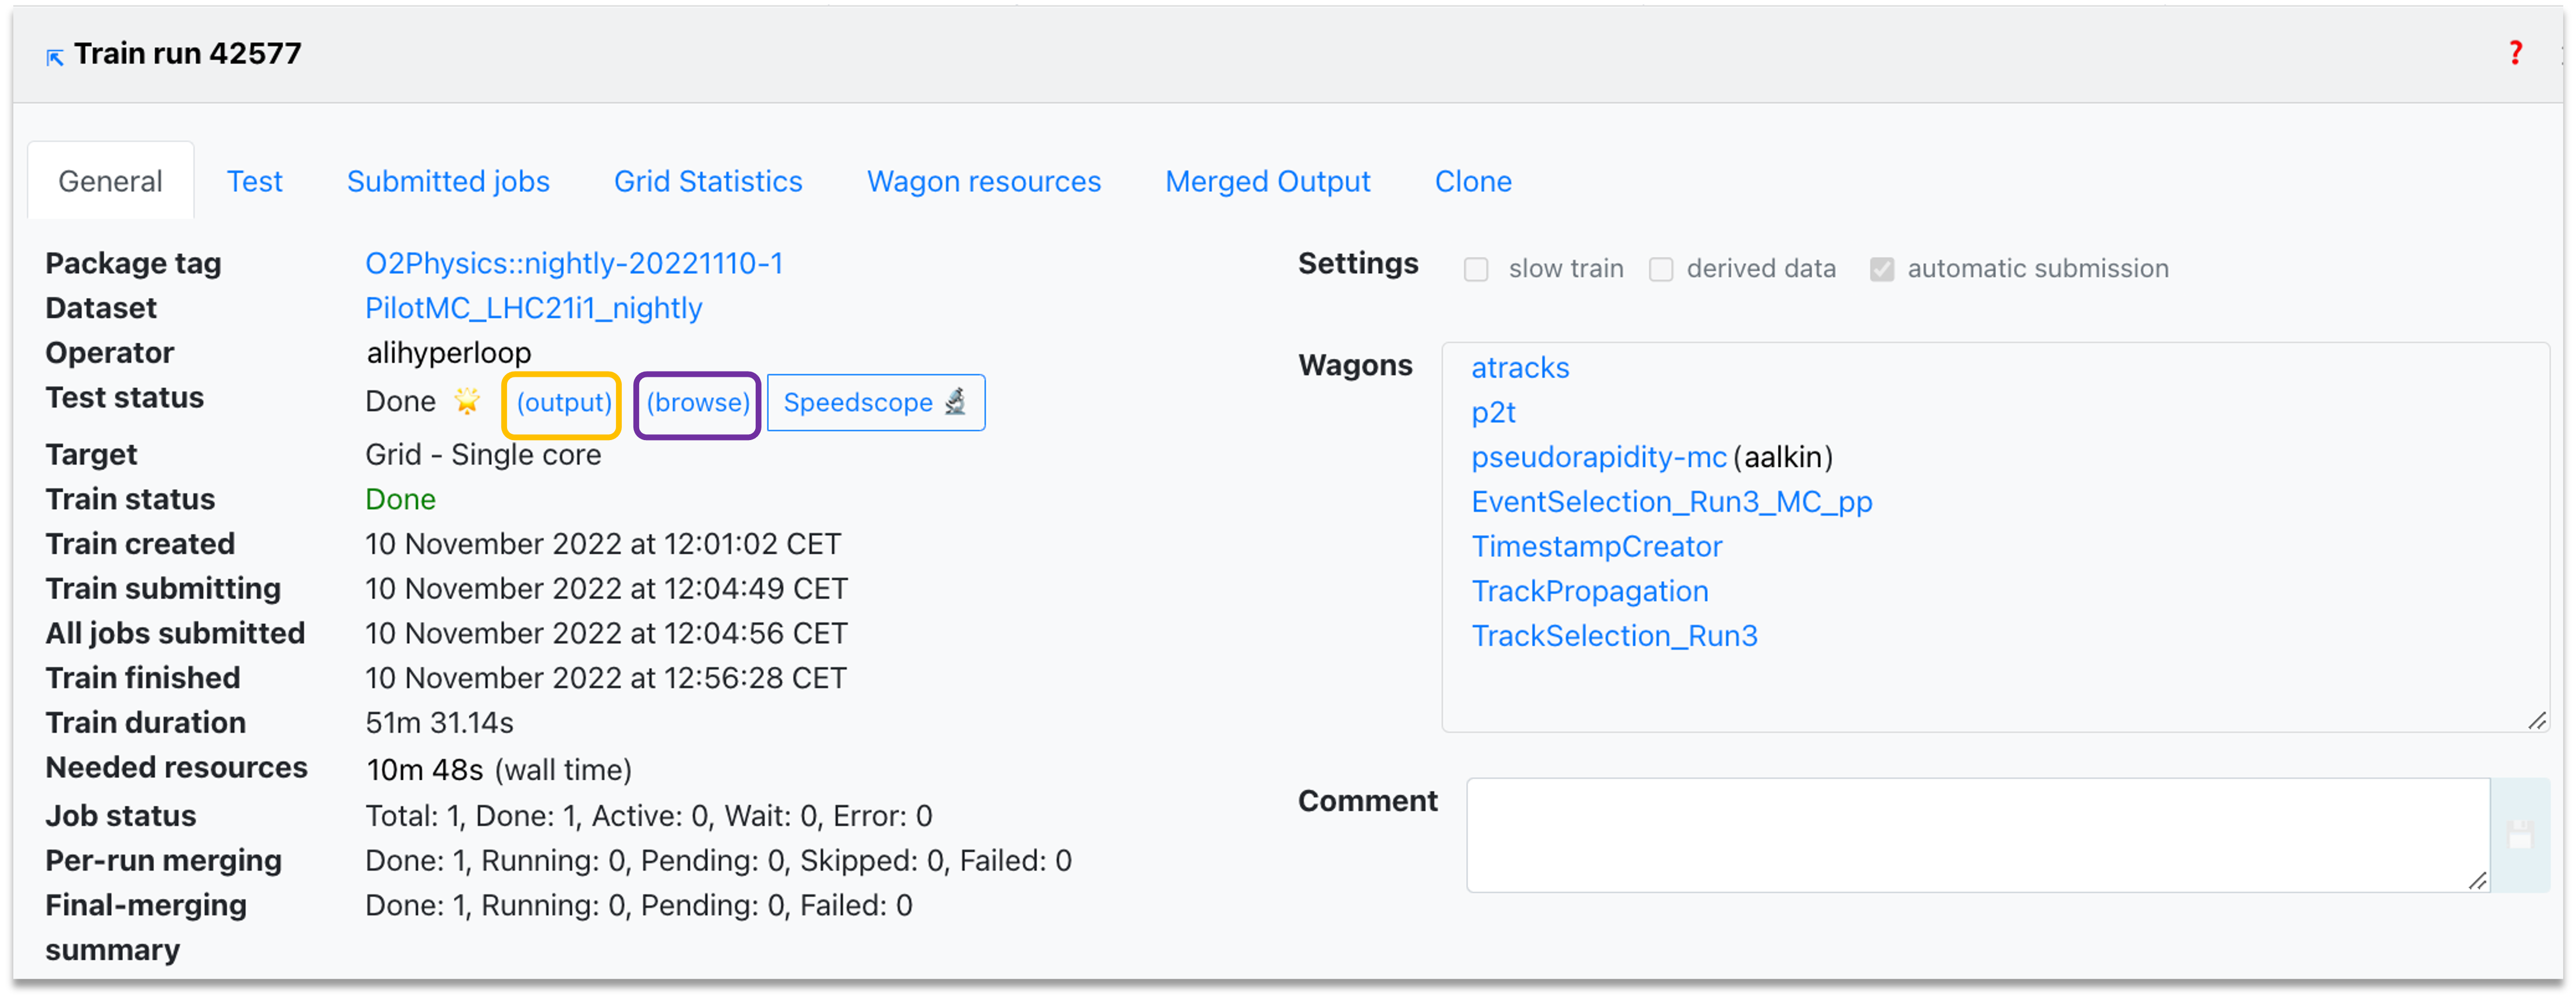 Train run 42577 ?
General Test Submitted jobs Grid Statistics Wagon resources Merged Output Clone
Package tag O2Physics::nightly-20221110-1
Dataset PilotMC_LHC21i1_nightly
Operator alihyperloop
Test status Done (output) (browse) Speedscope
Target Grid - Single core
Train status Done
Train created 10 November 2022 at 12:01:02 CET
Train submitting 10 November 2022 at 12:04:49 CET
All jobs submitted 10 November 2022 at 12:04:56 CET
Train finished 10 November 2022 at 12:56:28 CET
Train duration 51m 31.14s
Needed resources 10m 48s (wall time)
Job status Total: 1, Done: 1, Active: 0, Wait: 0, Error: 0
Per-run merging Done: 1, Running: 0, Pending: 0, Skipped: 0, Failed: 0
Final-merging Done: 1, Running: 0, Pending: 0, Failed: 0
summary
Settings slow train derived data automatic submission
Wagons atracks
p2t
pseudorapidity-mc (aalkin)
EventSelection_Run3_MC_pp
TimestampCreator
TrackPropagation
TrackSelection_Run3
Comment